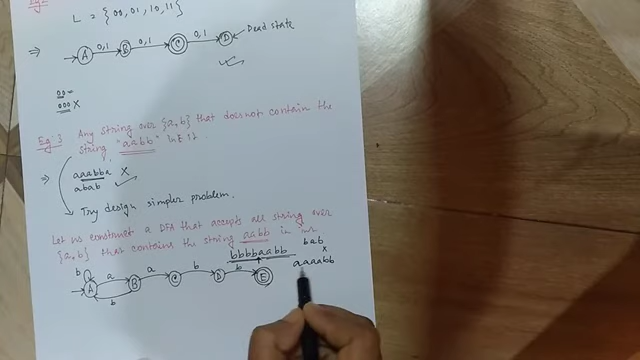 Eg:
L = {00, 01, 10, 11}
⇒ A 0,1 B 0,1 C 0,1 D Dead state
00 =
000 X
Eg: 3 Any string over {a, b} that does not contain the
string "aabb" in it.
⇒ aaabba X
abab
Try design simpler problem.
Let us construct a DFA that accepts all string over
{a, b} that contains the string aabb in
bab
bbbbaabb
aaaabb
b A a B a C b D b E
b